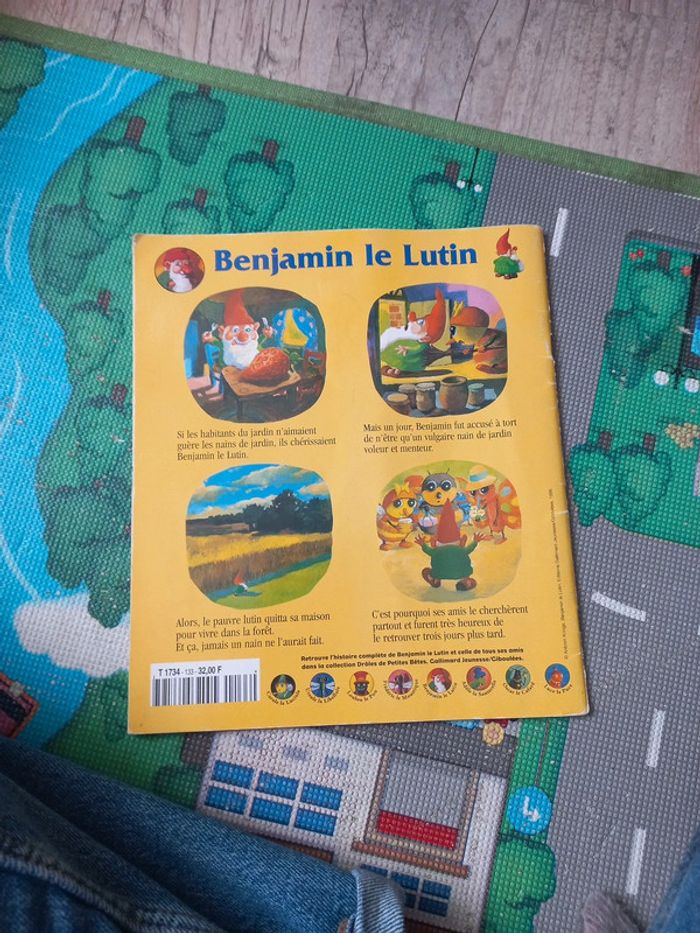 Benjamin le Lutin
Si les habitants du jardin n'aimaient
guère les nains de jardin, ils chérissaient
Benjamin le Lutin.
Mais un jour, Benjamin fut accusé à tort
de n'être qu'un vulgaire nain de jardin
voleur et menteur.
Alors, le pauvre lutin quitta sa maison
pour vivre dans la forêt.
Et ça, jamais un nain ne l'aurait fait.
C'est pourquoi ses amis le cherchèrent
partout et furent très heureux de
le retrouver trois jours plus tard.
Retrouve l'histoire complète de Benjamin le Lutin et celle de tous ses amis
dans la collection Drôles de Petites Bêtes. Gallimard Jeunesse/Giboulées.
T 1734 - 133 - 32,00 F
Benjamin le Lutin